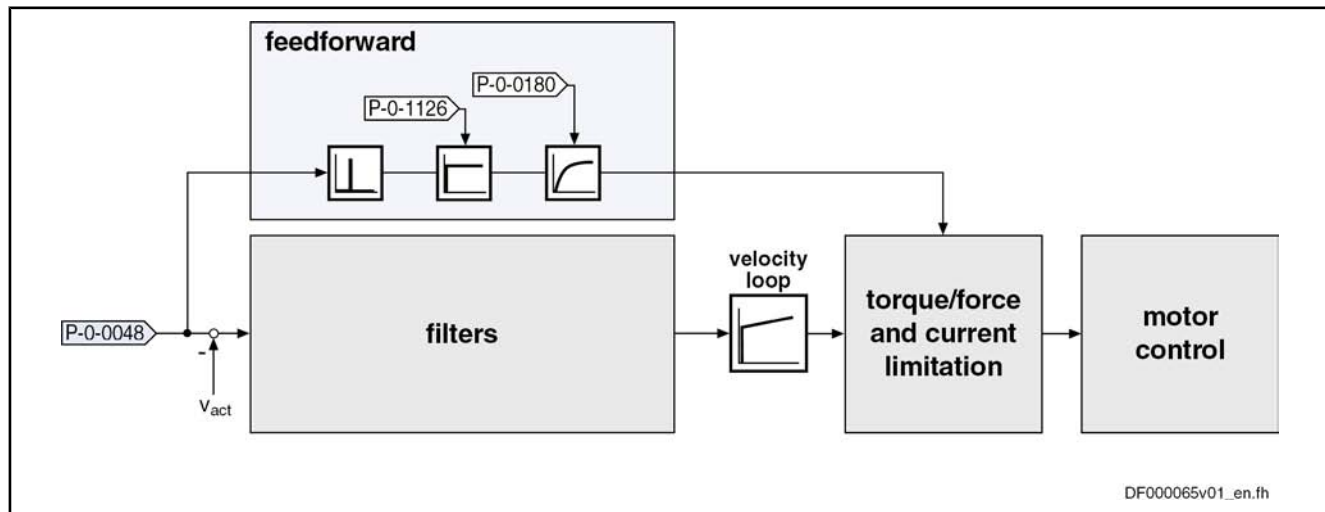 feedforward
P-0-0180
P-0-1126
velocity
loop
P-0-0048
-
filters
torque/force
and current
limitation
motor
control
vact
DF000065v01_en.fh